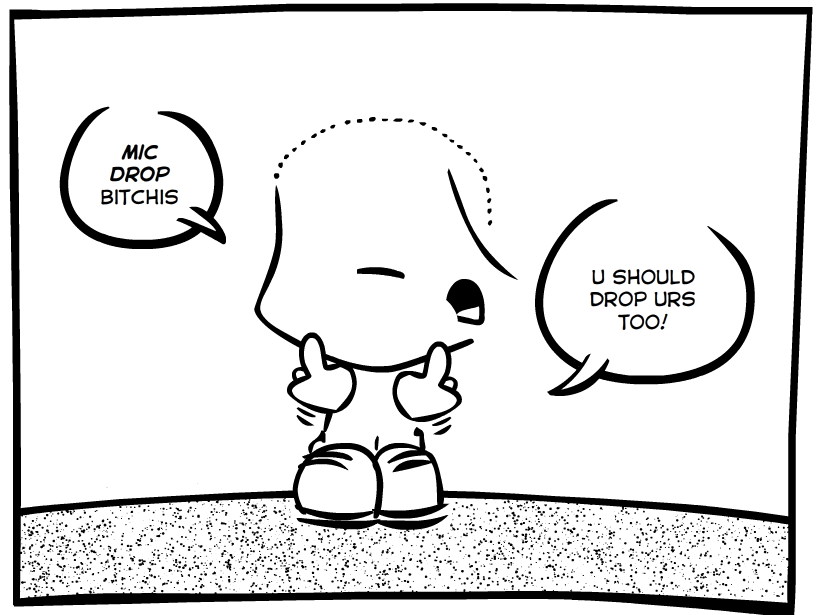 MIC
DROP
BITCHIS
U SHOULD
DROP URS
TOO!